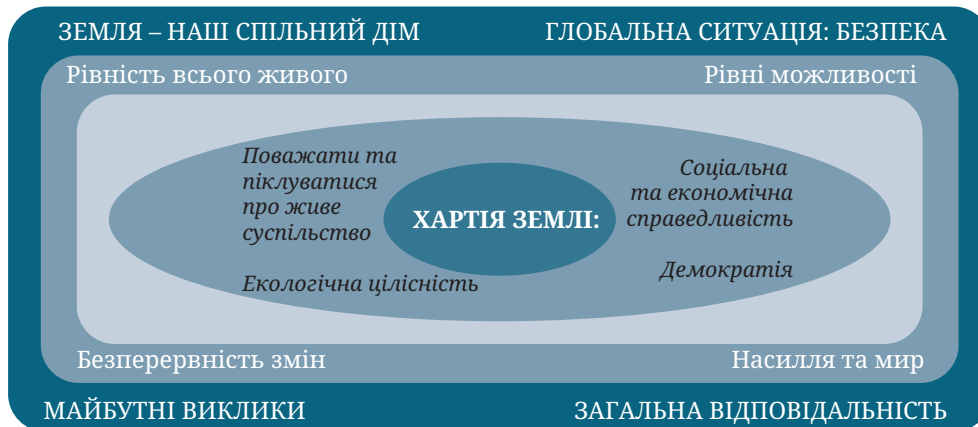 ЗЕМЛЯ – НАШ СПІЛЬНИЙ ДІМ
ГЛОБАЛЬНА СИТУАЦІЯ: БЕЗПЕКА
Рівність всього живого
Рівні можливості
Поважати та
піклуватися
про живе
суспільство
Екологічна цілісність
ХАРТІЯ ЗЕМЛІ:
Соціальна
та економічна
справедливість
Демократія
Безперервність змін
Насилля та мир
МАЙБУТНІ ВИКЛИКИ
ЗАГАЛЬНА ВІДПОВІДАЛЬНІСТЬ